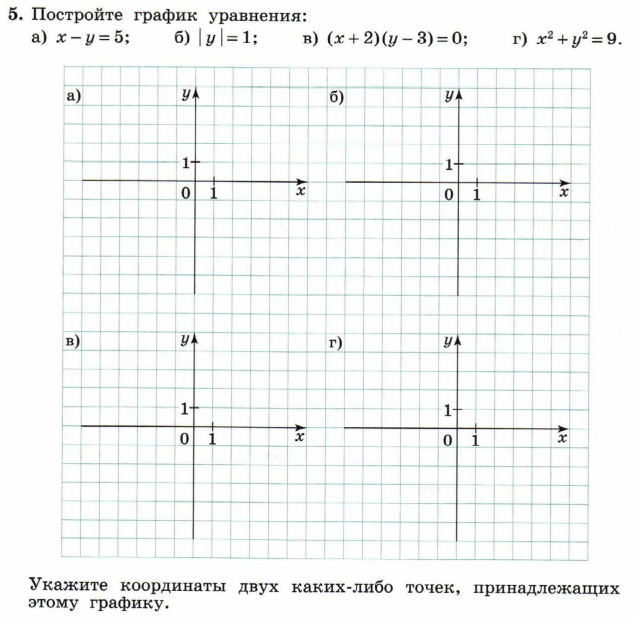 5. Постройте график уравнения:
а) x − y = 5; б) |y| = 1; в) (x + 2)(y − 3) = 0; г) x² + y² = 9.
а) y 1 0 1 x
б) y 1 0 1 x
в) y 1 0 1 x
г) y 1 0 1 x
Укажите координаты двух каких-либо точек, принадлежащих
этому графику.